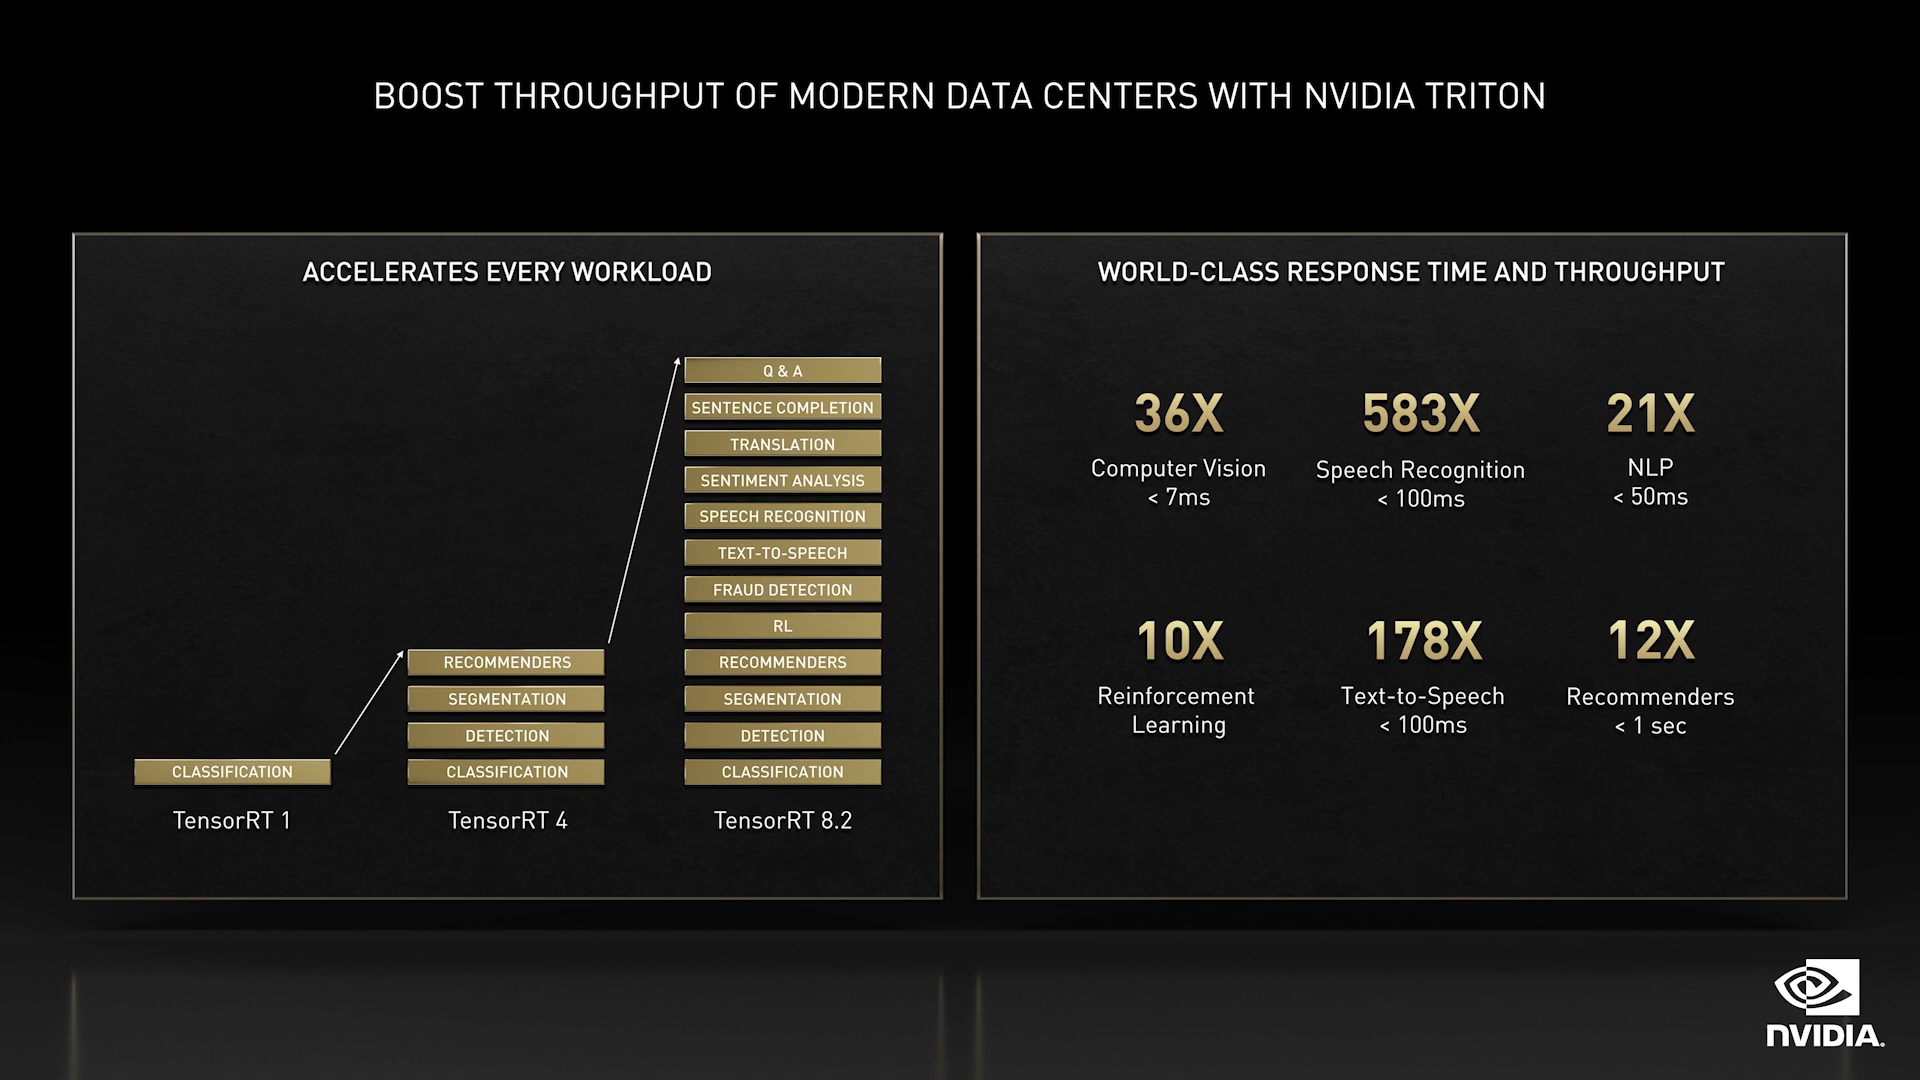 BOOST THROUGHPUT OF MODERN DATA CENTERS WITH NVIDIA TRITON
ACCELERATES EVERY WORKLOAD
CLASSIFICATION
TensorRT 1
RECOMMENDERS
SEGMENTATION
DETECTION
CLASSIFICATION
TensorRT 4
Q & A
SENTENCE COMPLETION
TRANSLATION
SENTIMENT ANALYSIS
SPEECH RECOGNITION
TEXT-TO-SPEECH
FRAUD DETECTION
RL
RECOMMENDERS
SEGMENTATION
DETECTION
CLASSIFICATION
TensorRT 8.2
WORLD-CLASS RESPONSE TIME AND THROUGHPUT
36X
Computer Vision
< 7ms
583X
Speech Recognition
< 100ms
21X
NLP
< 50ms
10X
Reinforcement
Learning
178X
Text-to-Speech
< 100ms
12X
Recommenders
< 1 sec
NVIDIA.